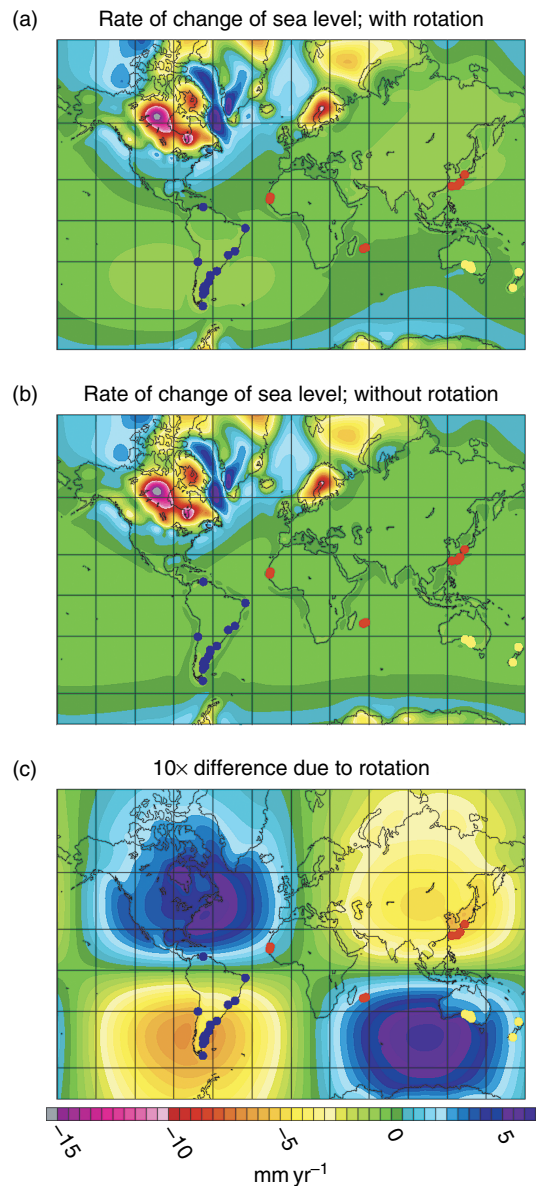 (a) Rate of change of sea level; with rotation
(b) Rate of change of sea level; without rotation
(c) 10× difference due to rotation
−15 −10 −5 0 5
mm yr⁻¹